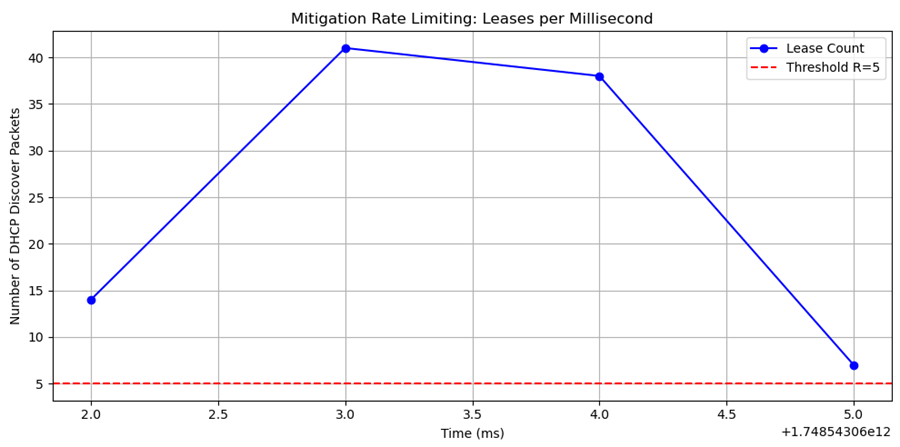 Mitigation Rate Limiting: Leases per Millisecond
Number of DHCP Discover Packets
40
35
30
25
20
15
10
5
Lease Count
Threshold R=5
2.0 2.5 3.0 3.5 4.0 4.5 5.0
Time (ms)
+1.74854306e12